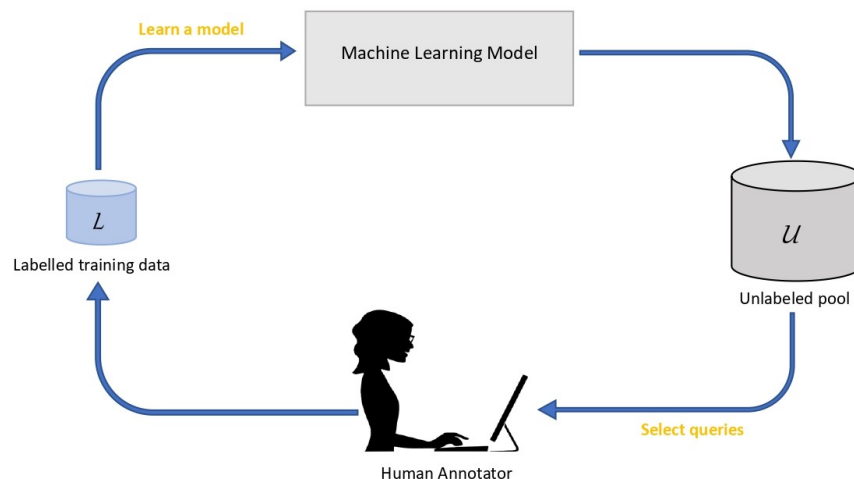 Learn a model
Machine Learning Model
L
Labelled training data
U
Unlabeled pool
Select queries
Human Annotator